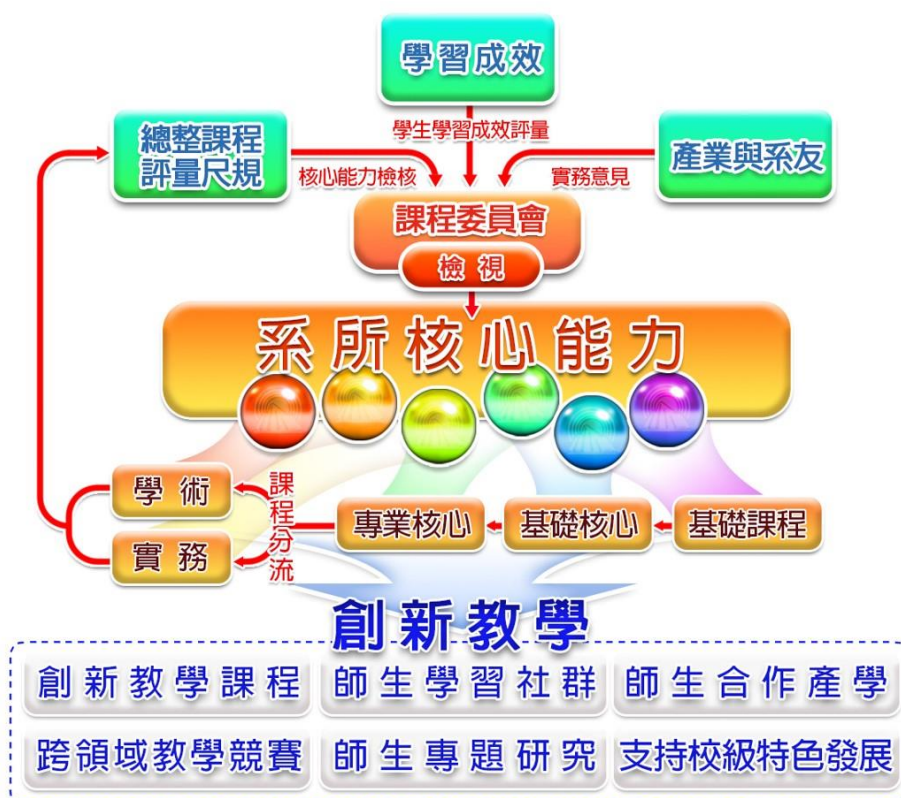 學習成效
學生學習成效評量
總整課程
評量尺規
產業與系友
核心能力檢核
實務意見
課程委員會
檢視
系所核心能力
學術
實務
課程分流
專業核心
基礎核心
基礎課程
創新教學
創新教學課程
師生學習社群
師生合作產學
跨領域教學競賽
師生專題研究
支持校級特色發展